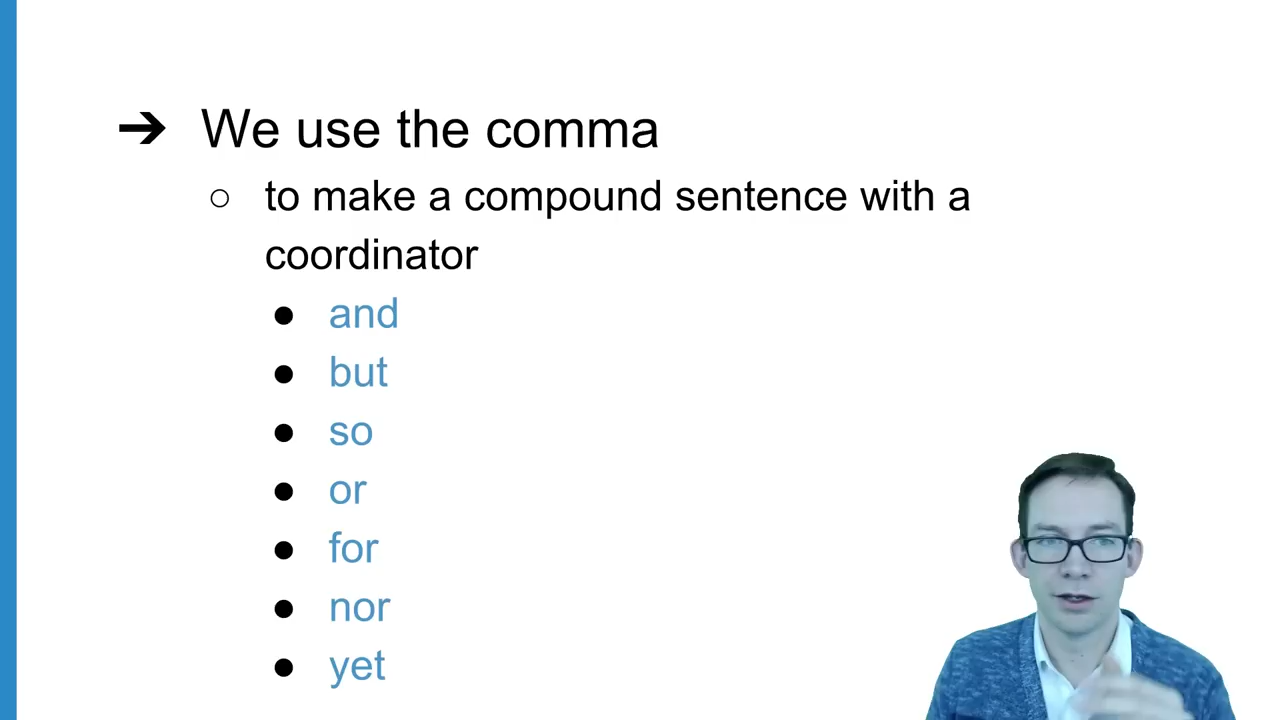 ➔ We use the comma
○ to make a compound sentence with a
coordinator
● and
● but
● so
● or
● for
● nor
● yet